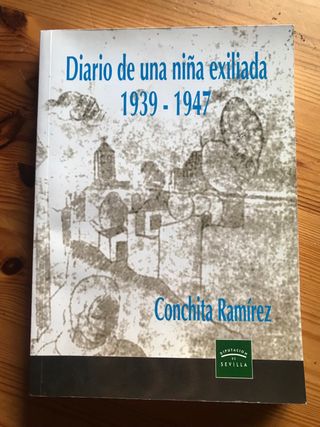 Diario de una niña exiliada
1939 - 1947
Conchita Ramírez
DIPUTACIÓN
DE
SEVILLA